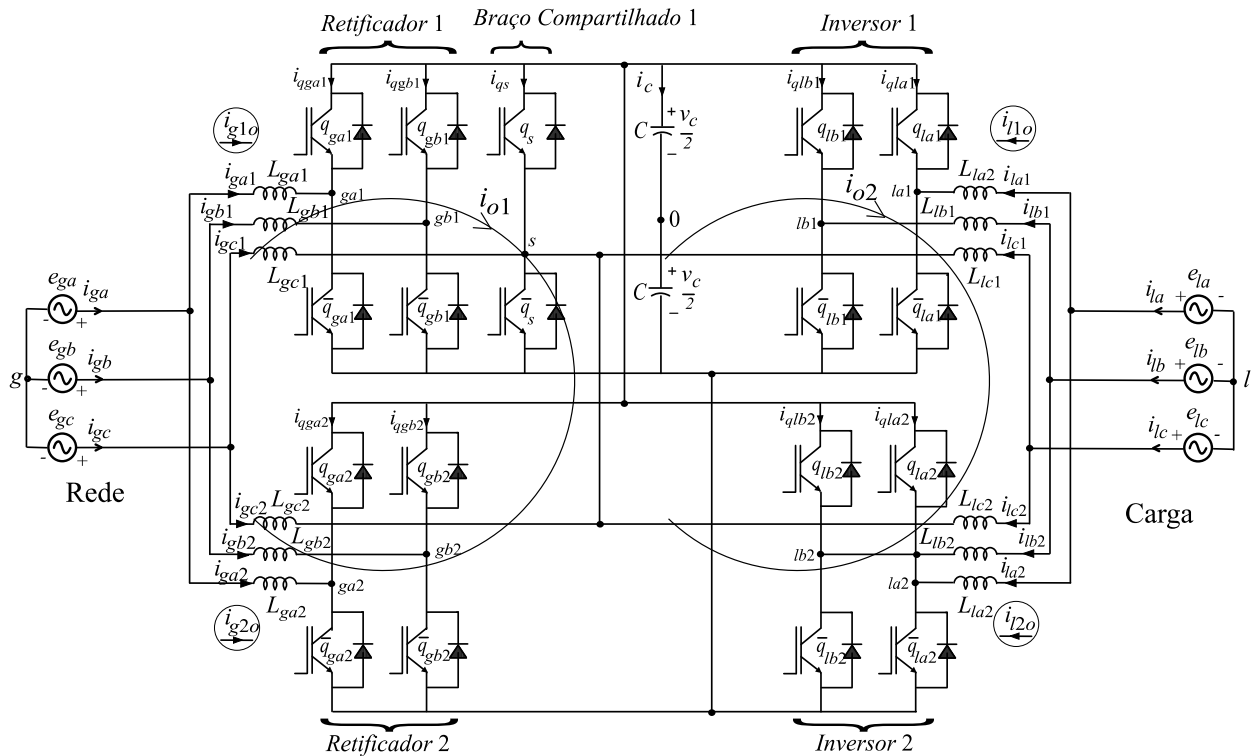 Retificador 1
Braço Compartilhado 1
Inversor 1
i_qga1
i_qgb1
i_qs
i_c
i_qlb1
i_qla1
i_g1o
q_ga1
q_gb1
q_s
C
+ v_c/2 −
q_lb1
q_la1
i_l1o
i_ga1
L_ga1
ga1
i_o1
i_o2
la1
L_la2
i_la1
i_gb1
L_gb1
gb1
0
lb1
L_lb1
i_lb1
i_gc1
L_gc1
s
L_lc1
i_lc1
q̄_ga1
q̄_gb1
q̄_s
C
+ v_c/2 −
q̄_lb1
q̄_la1
e_ga
i_ga
- +
e_gb
i_gb
g
- +
e_gc
i_gc
- +
Rede
i_la
+ e_la -
i_lb
+ e_lb -
l
i_lc
+ e_lc -
Carga
i_qga2
i_qgb2
i_qlb2
i_qla2
q_ga2
q_gb2
q_lb2
q_la2
i_gc2
L_gc2
L_lc2
i_lc2
i_gb2
L_gb2
gb2
lb2
L_lb2
i_lb2
i_ga2
L_ga2
ga2
la2
L_la2
i_la2
i_g2o
q̄_ga2
q̄_gb2
q̄_lb2
q̄_la2
i_l2o
Retificador 2
Inversor 2